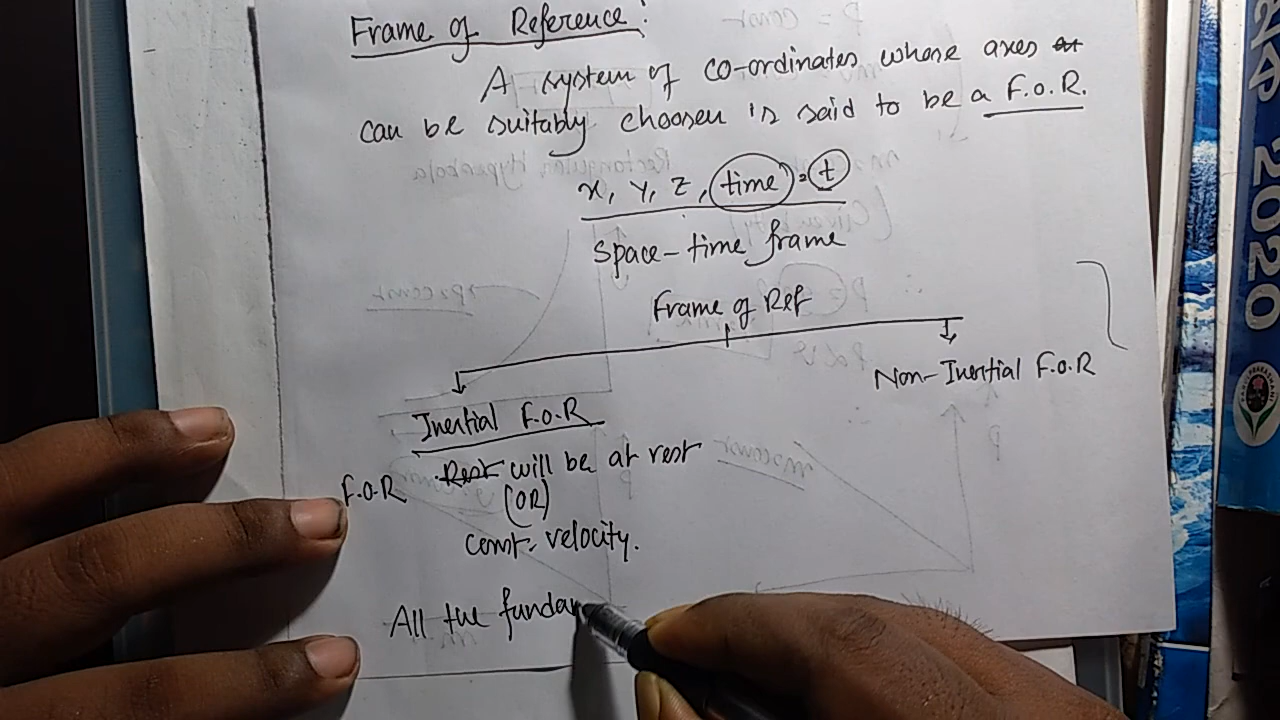 Frame of Reference:
A system of co-ordinates whose axes
can be suitably choosen is said to be a F.O.R.
x, y, z, time = t
Space-time frame
Frame of Ref
Non-Inertial F.O.R
Inertial F.O.R
F.O.R Rest will be at rest
(OR)
const. velocity.
All the fundam
2020